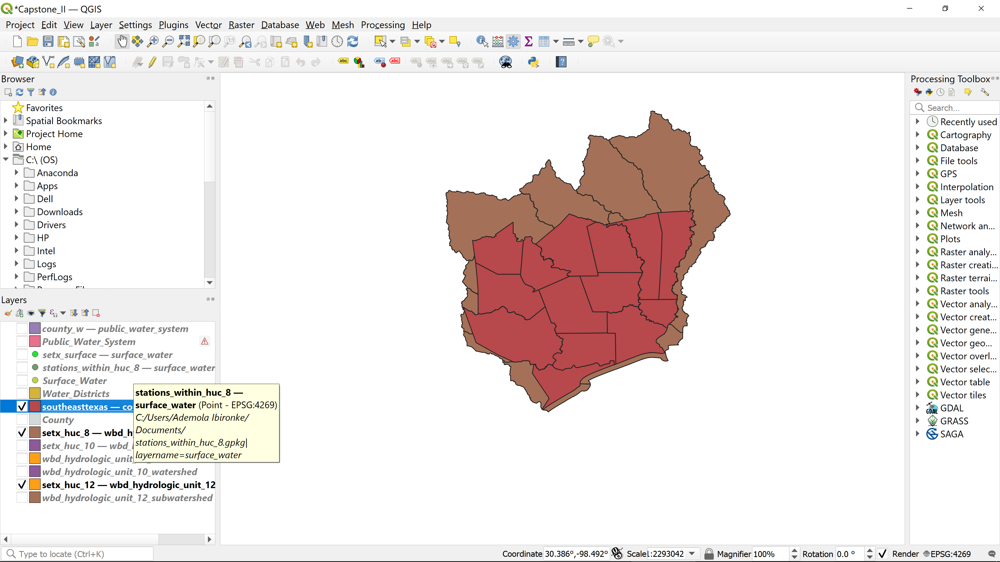 *Capstone_II — QGIS
Project Edit View Layer Settings Plugins Vector Raster Database Web Mesh Processing Help
Browser
Favorites
Spatial Bookmarks
Project Home
Home
C:\ (OS)
Anaconda
Apps
Dell
Downloads
Drivers
HP
Intel
Logs
PerfLogs
Layers
county_w — public_water_system
Public_Water_System
setx_surface — surface_water
stations_within_huc_8 — surface_water
Surface_Water
Water_Districts
southeasttexas — co
County
setx_huc_8 — wbd_h
setx_huc_10 — wbd_
wbd_hydrologic_unit_
wbd_hydrologic_unit_10_watershed
setx_huc_12 — wbd_hydrologic_unit_12
wbd_hydrologic_unit_12_subwatershed
stations_within_huc_8 —
surface_water (Point - EPSG:4269)
C:/Users/Ademola Ibironke/
Documents/
stations_within_huc_8.gpkg|
layername=surface_water
Processing Toolbox
Search...
Recently used
Cartography
Database
File tools
GPS
Interpolation
Layer tools
Mesh
Network an...
Plots
Raster analy...
Raster creati...
Raster terrai...
Raster tools
Vector analy...
Vector creat...
Vector gene...
Vector geo...
Vector overl...
Vector selec...
Vector table
Vector tiles
GDAL
GRASS
SAGA
Type to locate (Ctrl+K)
Coordinate 30.386°,-98.492° Scale 1:2293042 Magnifier 100% Rotation 0.0 ° Render EPSG:4269